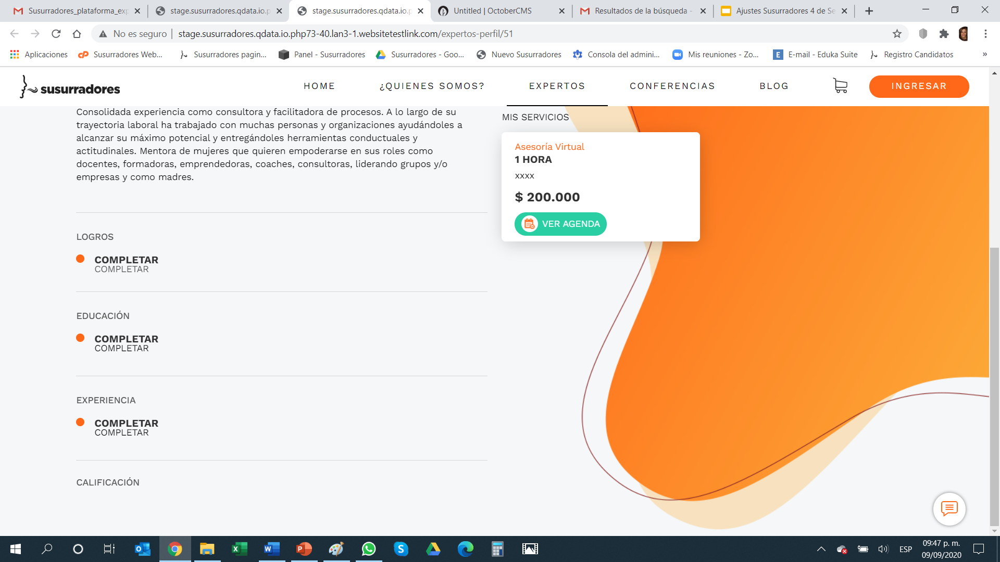 Susurradores_plataforma_exp
stage.susurradores.qdata.io.p
stage.susurradores.qdata.io.p
Untitled | OctoberCMS
Resultados de la búsqueda -
Ajustes Susurradores 4 de Se
No es seguro
stage.susurradores.qdata.io.php73-40.lan3-1.websitetestlink.com/expertos-perfil/51
Aplicaciones
Susurradores Web...
Susurradores pagin...
Panel - Susurradores
Susurradores - Goo...
Nuevo Susurradores
Consola del admini...
Mis reuniones - Zo...
E-mail - Eduka Suite
Registro Candidatos
»
susurradores
HOME
¿QUIENES SOMOS?
EXPERTOS
CONFERENCIAS
BLOG
INGRESAR
Consolidada experiencia como consultora y facilitadora de procesos. A lo largo de su
trayectoria laboral ha trabajado con muchas personas y organizaciones ayudándoles a
alcanzar su máximo potencial y entregándoles herramientas conductuales y
actitudinales. Mentora de mujeres que quieren empoderarse en sus roles como
docentes, formadoras, emprendedoras, coaches, consultoras, liderando grupos y/o
empresas y como madres.
LOGROS
COMPLETAR
COMPLETAR
EDUCACIÓN
COMPLETAR
COMPLETAR
EXPERIENCIA
COMPLETAR
COMPLETAR
CALIFICACIÓN
MIS SERVICIOS
Asesoría Virtual
1 HORA
xxxx
$ 200.000
VER AGENDA
ESP
09:47 p. m.
09/09/2020